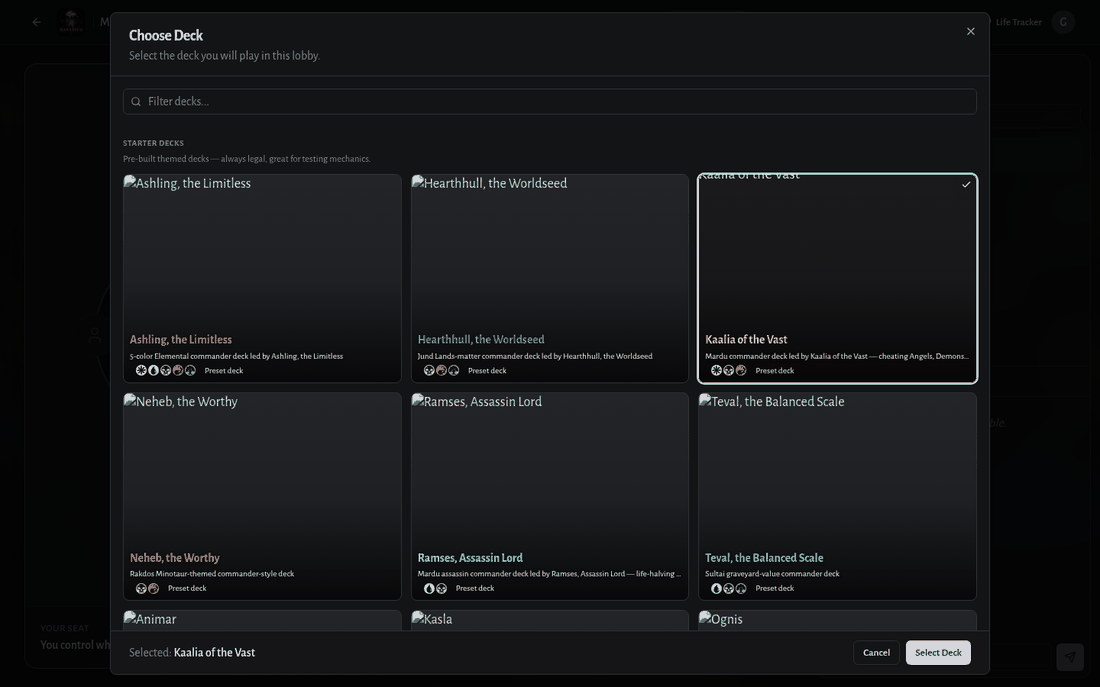 M
Life Tracker
G
Choose Deck
Select the deck you will play in this lobby.
Filter decks...
STARTER DECKS
Pre-built themed decks — always legal, great for testing mechanics.
Ashling, the Limitless
Hearthhull, the Worldseed
Kaalia of the Vast
Ashling, the Limitless
5-color Elemental commander deck led by Ashling, the Limitless
Preset deck
Hearthhull, the Worldseed
Jund Lands-matter commander deck led by Hearthhull, the Worldseed
Preset deck
Kaalia of the Vast
Mardu commander deck led by Kaalia of the Vast — cheating Angels, Demons...
Preset deck
Neheb, the Worthy
Ramses, Assassin Lord
Teval, the Balanced Scale
Neheb, the Worthy
Rakdos Minotaur-themed commander-style deck
Preset deck
Ramses, Assassin Lord
Mardu assassin commander deck led by Ramses, Assassin Lord — life-halving ...
Preset deck
Teval, the Balanced Scale
Sultai graveyard-value commander deck
Preset deck
Animar
Kasla
Ognis
YOUR SEAT
You control wh
Selected: Kaalia of the Vast
Cancel
Select Deck